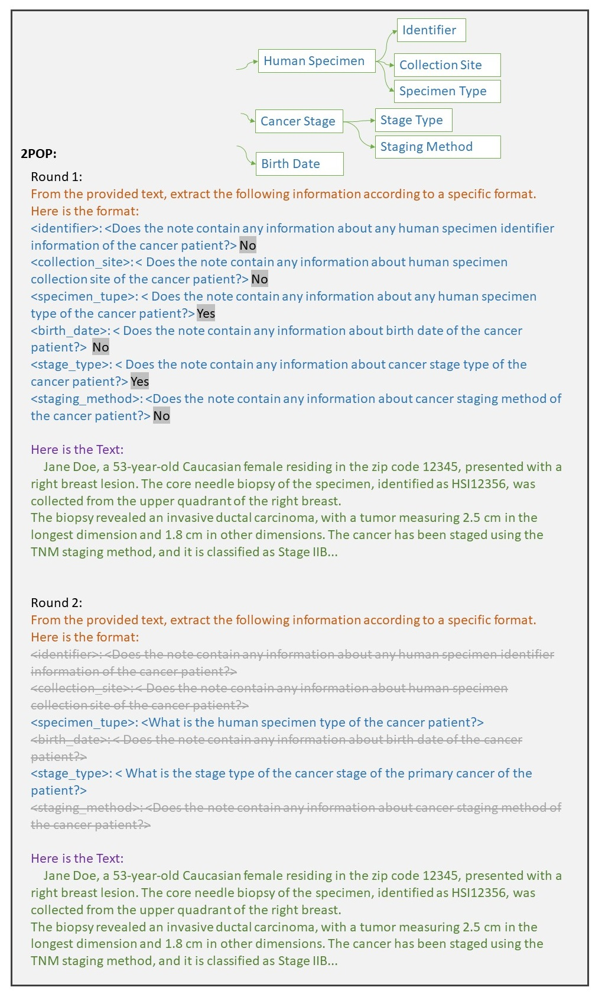 Identifier
Human Specimen
Collection Site
Specimen Type
Cancer Stage
Stage Type
Staging Method
2POP:
Birth Date
Round 1:
From the provided text, extract the following information according to a specific format.
Here is the format:
<identifier>: <Does the note contain any information about any human specimen identifier
information of the cancer patient?> No
<collection_site>: < Does the note contain any information about human specimen
collection site of the cancer patient?> No
<specimen_tupe>: < Does the note contain any information about any human specimen
type of the cancer patient?> Yes
<birth_date>: < Does the note contain any information about birth date of the cancer
patient?> No
<stage_type>: < Does the note contain any information about cancer stage type of the
cancer patient?> Yes
<staging_method>: <Does the note contain any information about cancer staging method of
the cancer patient?> No
Here is the Text:
Jane Doe, a 53-year-old Caucasian female residing in the zip code 12345, presented with a
right breast lesion. The core needle biopsy of the specimen, identified as HSI12356, was
collected from the upper quadrant of the right breast.
The biopsy revealed an invasive ductal carcinoma, with a tumor measuring 2.5 cm in the
longest dimension and 1.8 cm in other dimensions. The cancer has been staged using the
TNM staging method, and it is classified as Stage IIB...
Round 2:
From the provided text, extract the following information according to a specific format.
Here is the format:
<identifier>: <Does the note contain any information about any human specimen identifier
information of the cancer patient?>
<collection_site>: < Does the note contain any information about human specimen
collection site of the cancer patient?>
<specimen_tupe>: <What is the human specimen type of the cancer patient?>
<birth_date>: < Does the note contain any information about birth date of the cancer
patient?>
<stage_type>: < What is the stage type of the cancer stage of the primary cancer of the
patient?>
<staging_method>: <Does the note contain any information about cancer staging method of
the cancer patient?>
Here is the Text:
Jane Doe, a 53-year-old Caucasian female residing in the zip code 12345, presented with a
right breast lesion. The core needle biopsy of the specimen, identified as HSI12356, was
collected from the upper quadrant of the right breast.
The biopsy revealed an invasive ductal carcinoma, with a tumor measuring 2.5 cm in the
longest dimension and 1.8 cm in other dimensions. The cancer has been staged using the
TNM staging method, and it is classified as Stage IIB...